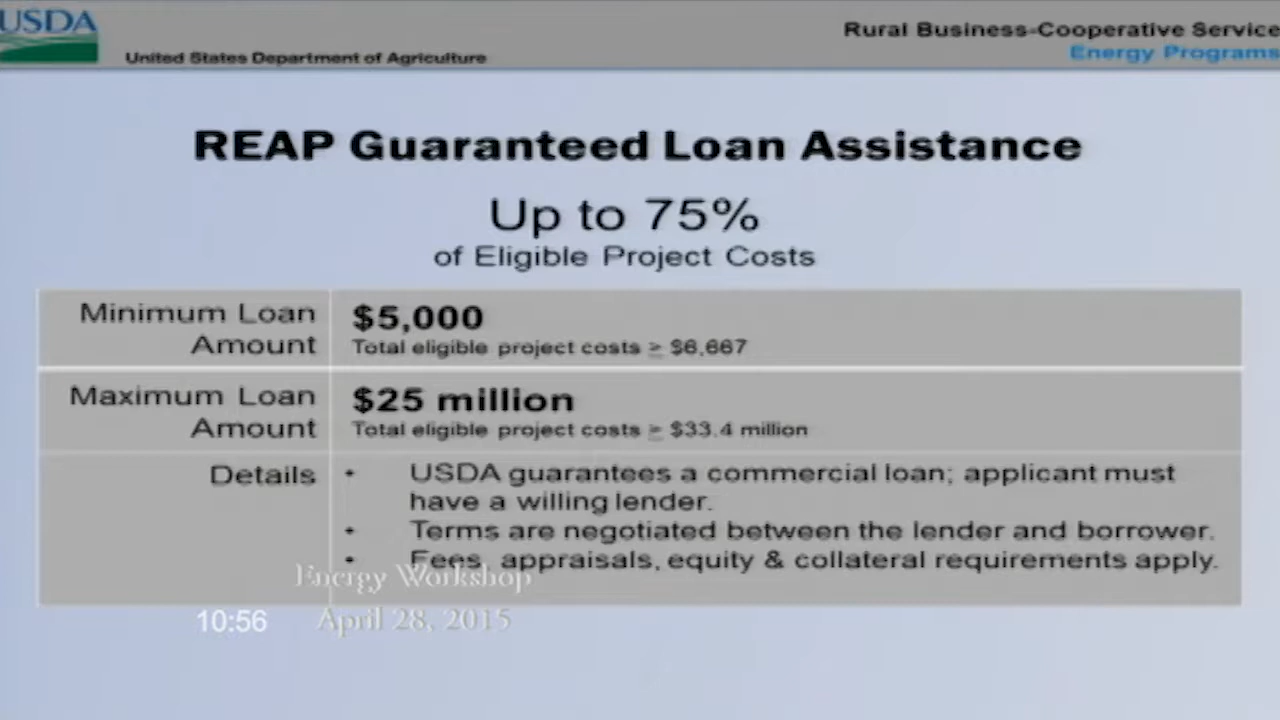 USDA
United States Department of Agriculture
Rural Business-Cooperative Service
Energy Programs
REAP Guaranteed Loan Assistance
Up to 75%
of Eligible Project Costs
Minimum Loan
Amount
$5,000
Total eligible project costs ≥ $6,667
Maximum Loan
Amount
$25 million
Total eligible project costs ≥ $33.4 million
Details
• USDA guarantees a commercial loan; applicant must
have a willing lender.
• Terms are negotiated between the lender and borrower.
• Fees, appraisals, equity & collateral requirements apply.
Energy Workshop
10:56
April 28, 2015